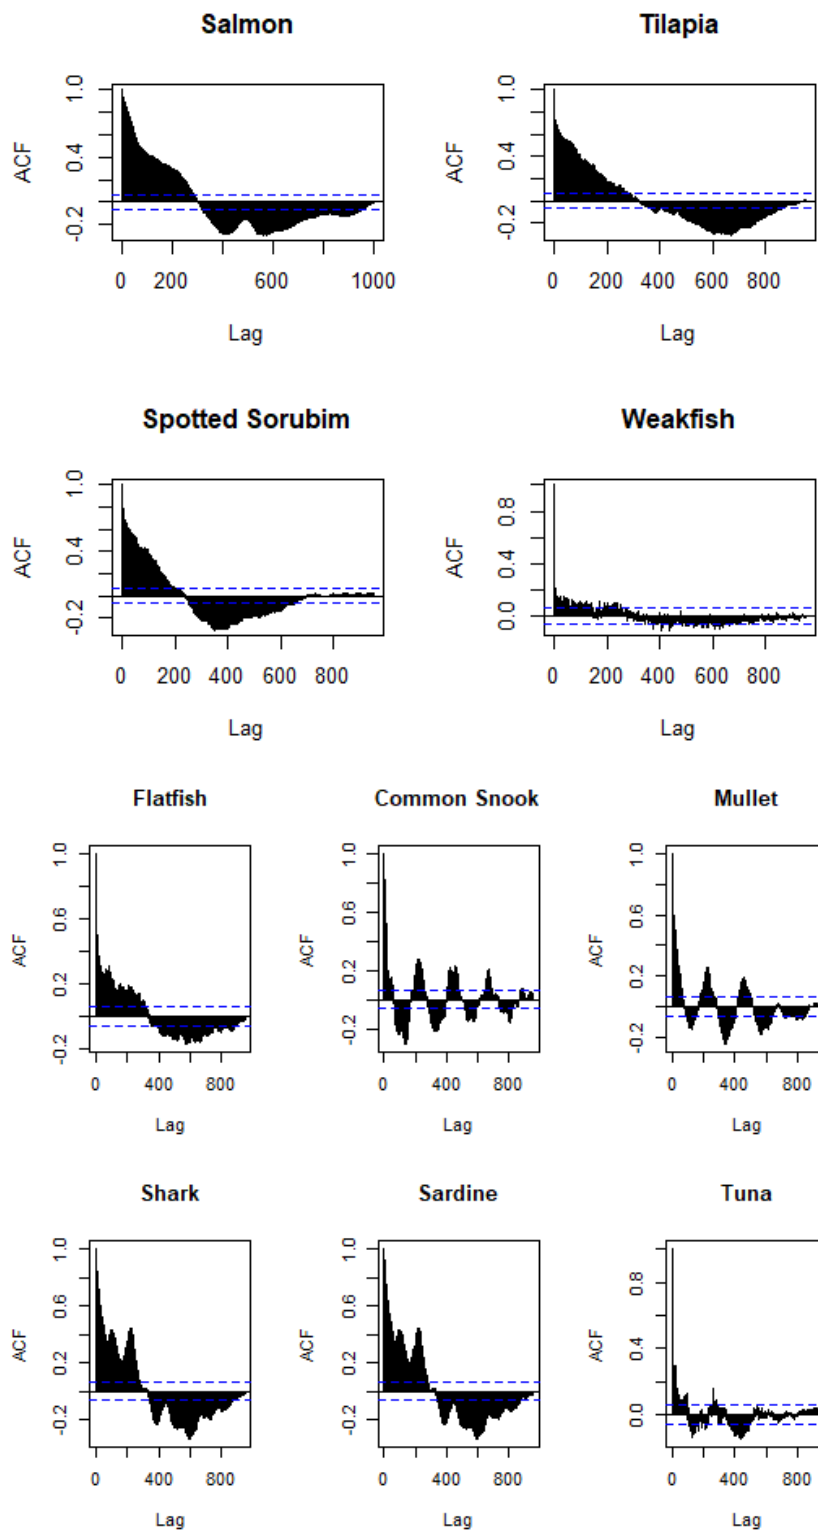 Salmon
ACF
1.0
0.4
-0.2
0 200 600 1000
Lag
Tilapia
ACF
1.0
0.4
-0.2
0 200 400 600 800
Lag
Spotted Sorubim
ACF
1.0
0.4
-0.2
0 200 400 600 800
Lag
Weakfish
ACF
0.8
0.4
0.0
0 200 400 600 800
Lag
Flatfish
ACF
1.0
0.6
0.2
-0.2
0 400 800
Lag
Common Snook
ACF
1.0
0.6
0.2
-0.2
0 400 800
Lag
Mullet
ACF
1.0
0.6
0.2
-0.2
0 400 800
Lag
Shark
ACF
1.0
0.6
0.2
-0.2
0 400 800
Lag
Sardine
ACF
1.0
0.6
0.2
-0.2
0 400 800
Lag
Tuna
ACF
0.8
0.4
0.0
0 400 800
Lag